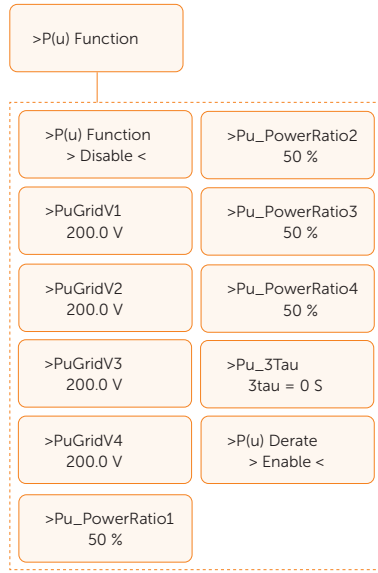 >P(u) Function
>P(u) Function
> Disable <
>PuGridV1
200.0 V
>PuGridV2
200.0 V
>PuGridV3
200.0 V
>PuGridV4
200.0 V
>Pu_PowerRatio1
50 %
>Pu_PowerRatio2
50 %
>Pu_PowerRatio3
50 %
>Pu_PowerRatio4
50 %
>Pu_3Tau
3tau = 0 S
>P(u) Derate
> Enable <